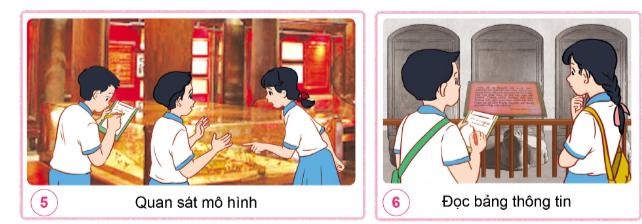 5 Quan sát mô hình
6 Đọc bảng thông tin